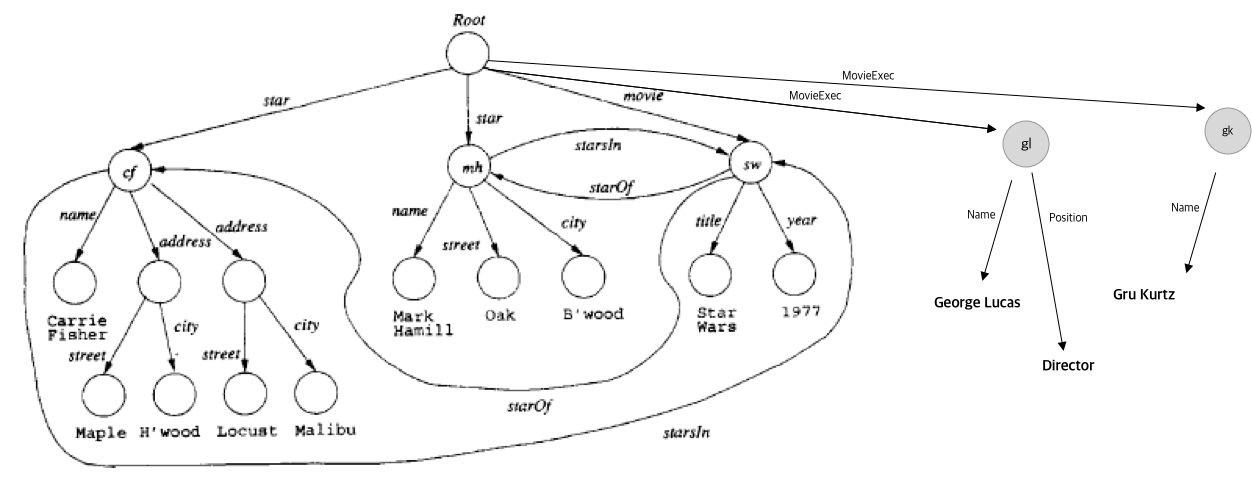 Root
MovieExec
MovieExec
star
star
movie
starsIn
starOf
cf
mh
sw
gl
gk
name
address
address
name
street
city
title
year
Name
Position
Name
Carrie
Fisher
Mark
Hamill
Oak
B'wood
Star
Wars
1977
George Lucas
Gru Kurtz
street
city
street
city
Director
Maple
H'wood
Locust
Malibu
starOf
starsIn